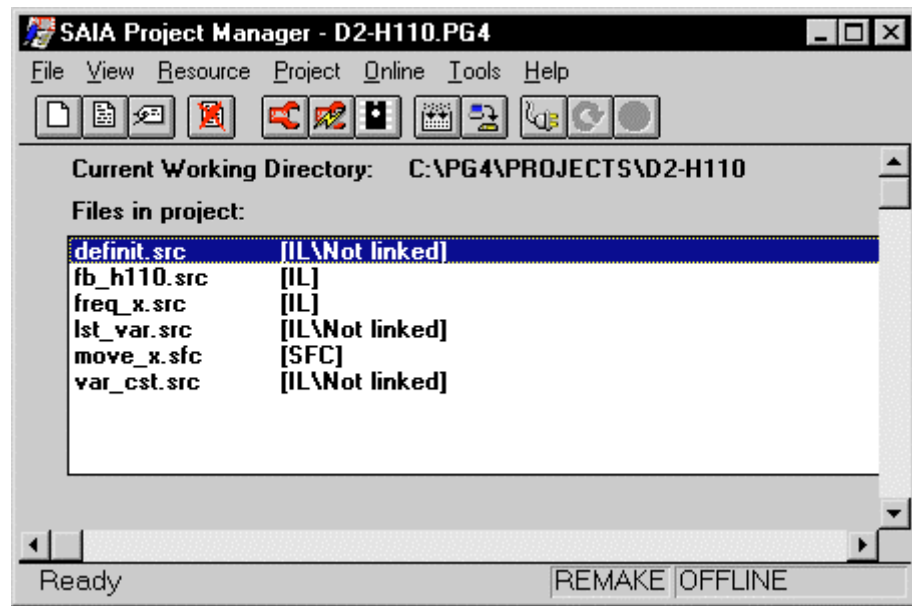 SAIA Project Manager - D2-H110.PG4
File View Resource Project Online Tools Help
Current Working Directory: C:\PG4\PROJECTS\D2-H110
Files in project:
definit.src [IL\Not linked]
fb_h110.src [IL]
freq_x.src [IL]
lst_var.src [IL\Not linked]
move_x.sfc [SFC]
var_cst.src [IL\Not linked]
Ready REMAKE OFFLINE